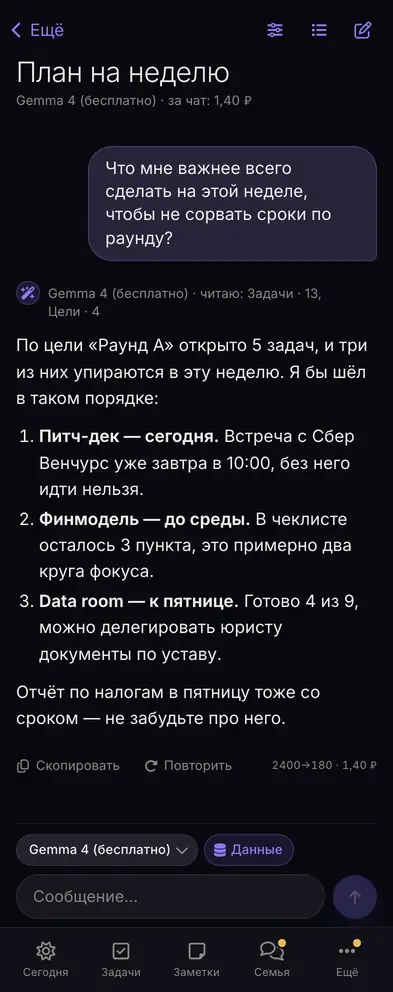 Ещё
План на неделю
Gemma 4 (бесплатно) · за чат: 1,40 ₽
Что мне важнее всего
сделать на этой неделе,
чтобы не сорвать сроки по
раунду?
Gemma 4 (бесплатно) · читаю: Задачи · 13,
Цели · 4
По цели «Раунд А» открыто 5 задач, и три
из них упираются в эту неделю. Я бы шёл
в таком порядке:
1. Питч-дек — сегодня. Встреча с Сбер
Венчурс уже завтра в 10:00, без него
идти нельзя.
2. Финмодель — до среды. В чеклисте
осталось 3 пункта, это примерно два
круга фокуса.
3. Data room — к пятнице. Готово 4 из 9,
можно делегировать юристу
документы по уставу.
Отчёт по налогам в пятницу тоже со
сроком — не забудьте про него.
Скопировать Повторить 2400→180 · 1,40 ₽
Gemma 4 (бесплатно) Данные
Сообщение...
Сегодня Задачи Заметки Семья Ещё